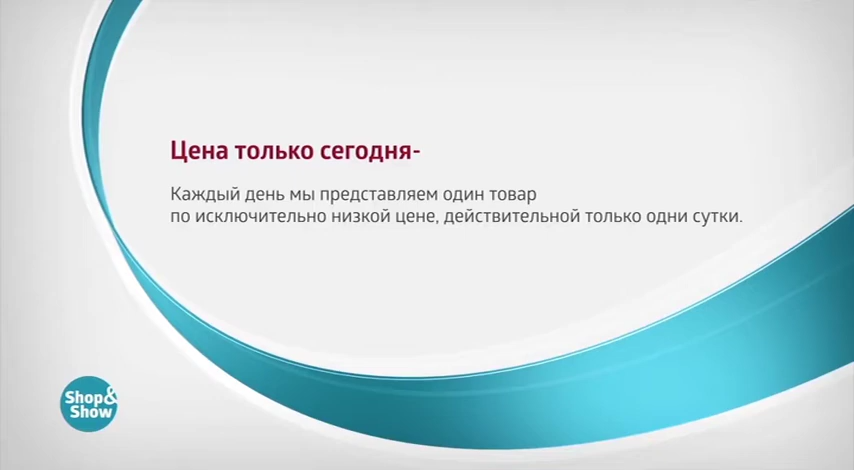 Цена только сегодня-
Каждый день мы представляем один товар
по исключительно низкой цене, действительной только одни сутки.
Shop&
Show